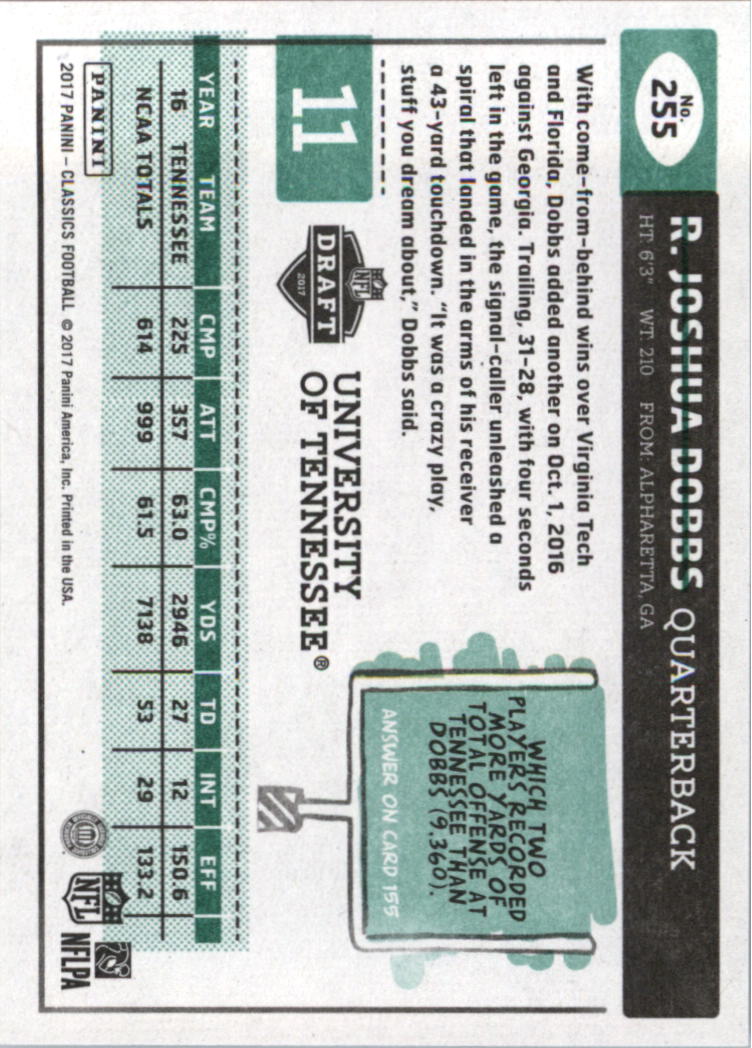 No.
255
R. JOSHUA DOBBS QUARTERBACK
HT: 6'3" WT: 210 FROM: ALPHARETTA, GA
With come-from-behind wins over Virginia Tech
and Florida, Dobbs added another on Oct. 1, 2016
against Georgia. Trailing, 31-28, with four seconds
left in the game, the signal-caller unleashed a
spiral that landed in the arms of his receiver
a 43-yard touchdown. "It was a crazy play,
stuff you dream about," Dobbs said.
WHICH TWO
PLAYERS RECORDED
MORE YARDS OF
TOTAL OFFENSE AT
TENNESSEE THAN
DOBBS (9,360).
ANSWER ON CARD 155
11
NFL
DRAFT
2017
UNIVERSITY
OF TENNESSEE®
YEAR TEAM CMP ATT CMP% YDS TD INT EFF
16 TENNESSEE 225 357 63.0 2946 27 12 150.6
NCAA TOTALS 614 999 61.5 7138 53 29 133.2
PANINI
2017 PANINI – CLASSICS FOOTBALL © 2017 Panini America, Inc. Printed in the USA.
NFL
NFLPA